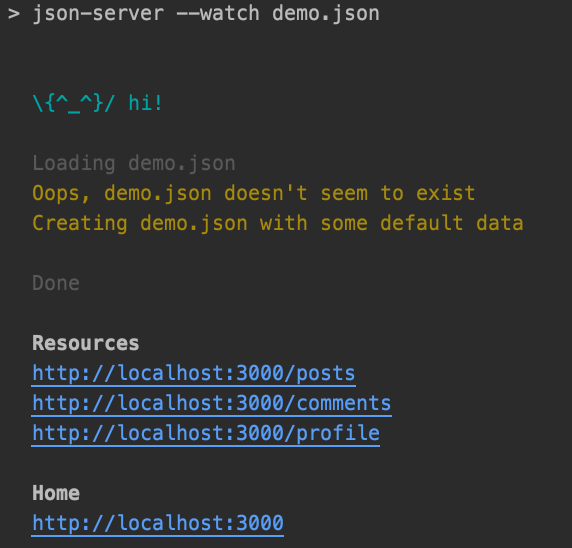 > json-server --watch demo.json
\{^_^}/ hi!
Loading demo.json
Oops, demo.json doesn't seem to exist
Creating demo.json with some default data
Done
Resources
http://localhost:3000/posts
http://localhost:3000/comments
http://localhost:3000/profile
Home
http://localhost:3000